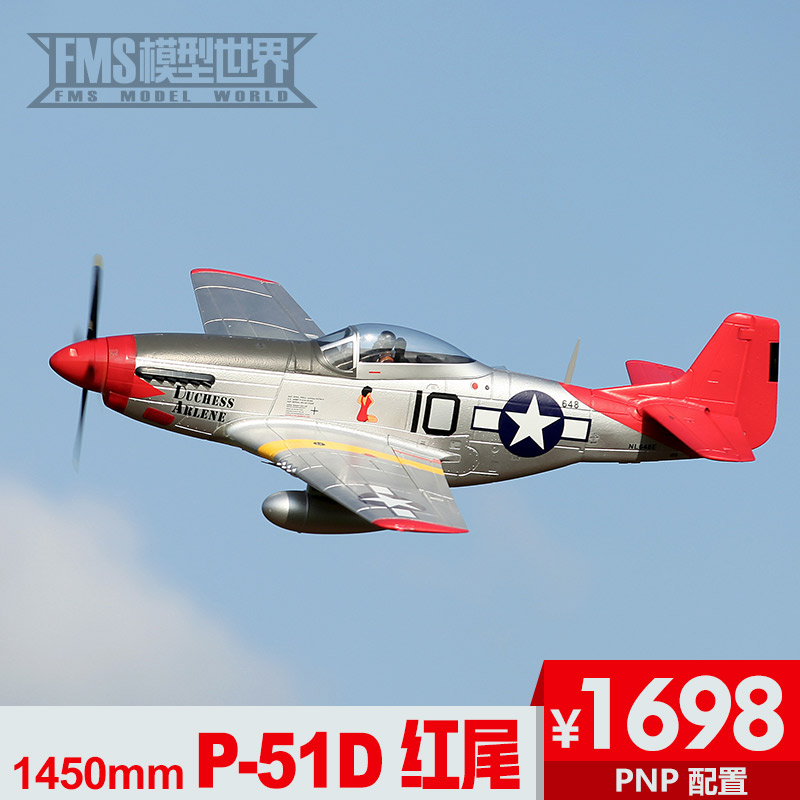 FMS模型世界
FMS MODEL WORLD
DUCHESS
ARLENE
10
648
1450mm P-51D 红尾
¥1698
PNP 配置